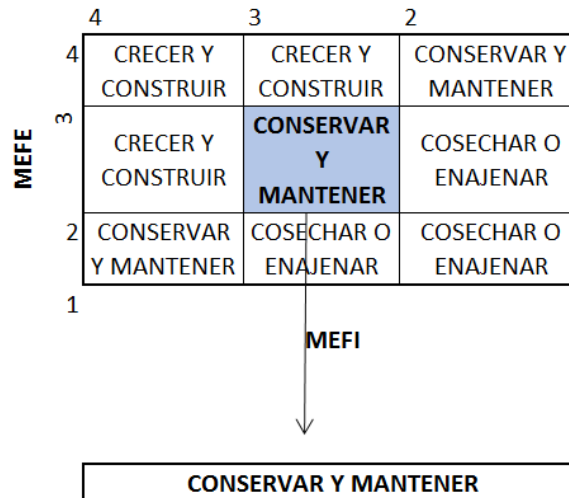 4 3 2
4 CRECER Y CRECER Y CONSERVAR Y
CONSTRUIR CONSTRUIR MANTENER
3 CONSERVAR
CRECER Y Y COSECHAR O
CONSTRUIR MANTENER ENAJENAR
MEFE
2 CONSERVAR COSECHAR O COSECHAR O
Y MANTENER ENAJENAR ENAJENAR
1
MEFI
CONSERVAR Y MANTENER